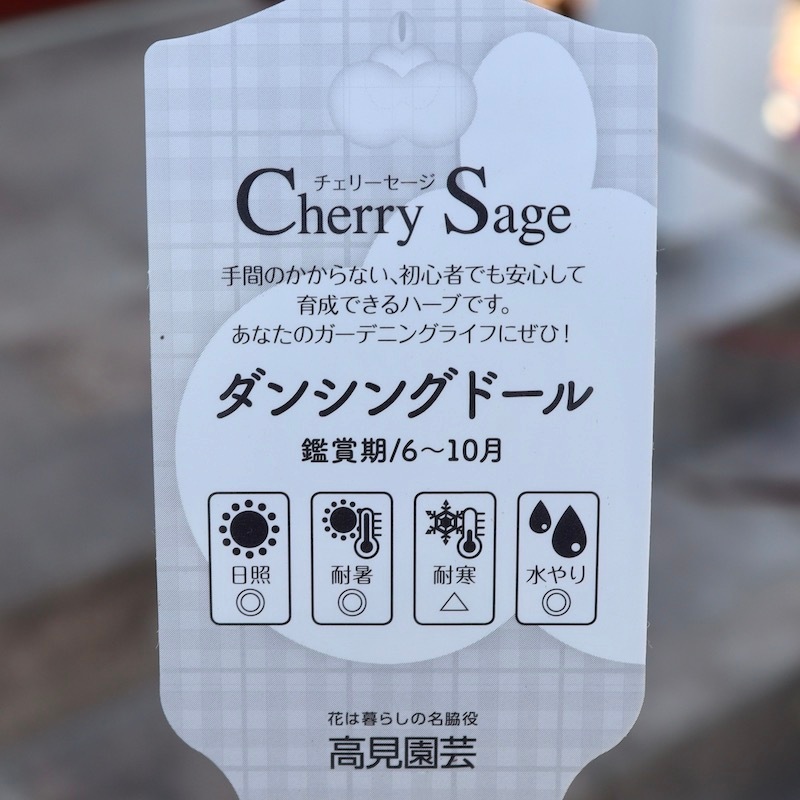 チェリーセージ
Cherry Sage
手間のかからない、初心者でも安心して
育成できるハーブです。
あなたのガーデニングライフにぜひ！
ダンシングドール
鑑賞期/6〜10月
日照 耐暑 耐寒 水やり
◎ ◎ △ ◎
花は暮らしの名脇役
高見園芸